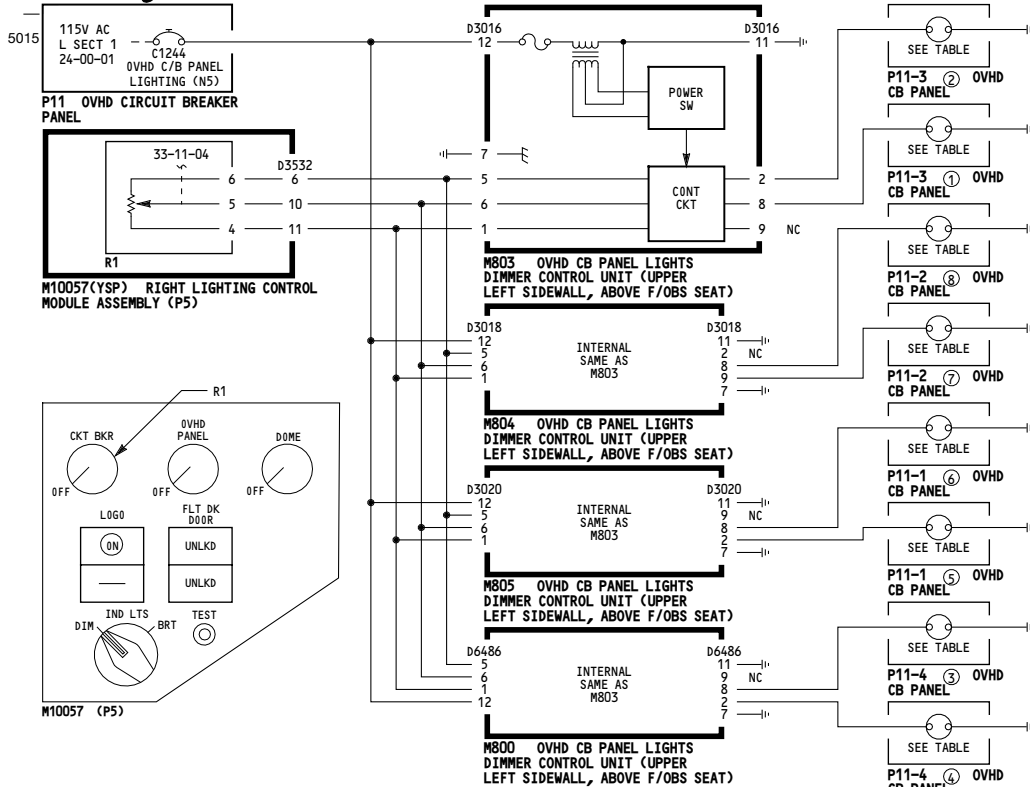 5015
115V AC
L SECT 1
24-00-01
C1244
OVHD C/B PANEL
LIGHTING (N5)
P11 OVHD CIRCUIT BREAKER
PANEL
33-11-04
D3532
6 6
5 10
4 11
R1
M10057(YSP) RIGHT LIGHTING CONTROL
MODULE ASSEMBLY (P5)
D3016
12
D3016
11
POWER
SW
7
5
6
1
CONT
CKT
2
8
9 NC
M803 OVHD CB PANEL LIGHTS
DIMMER CONTROL UNIT (UPPER
LEFT SIDEWALL, ABOVE F/OBS SEAT)
D3018
12
5
6
1
INTERNAL
SAME AS
M803
D3018
11
2 NC
8
9
7
M804 OVHD CB PANEL LIGHTS
DIMMER CONTROL UNIT (UPPER
LEFT SIDEWALL, ABOVE F/OBS SEAT)
D3020
12
5
6
1
INTERNAL
SAME AS
M803
D3020
11
9 NC
8
2
7
M805 OVHD CB PANEL LIGHTS
DIMMER CONTROL UNIT (UPPER
LEFT SIDEWALL, ABOVE F/OBS SEAT)
D6486
5
6
1
12
INTERNAL
SAME AS
M803
D6486
11
9 NC
8
2
7
M800 OVHD CB PANEL LIGHTS
DIMMER CONTROL UNIT (UPPER
LEFT SIDEWALL, ABOVE F/OBS SEAT)
SEE TABLE
P11-3 ② OVHD
CB PANEL
SEE TABLE
P11-3 ① OVHD
CB PANEL
SEE TABLE
P11-2 ⑧ OVHD
CB PANEL
SEE TABLE
P11-2 ⑦ OVHD
CB PANEL
SEE TABLE
P11-1 ⑥ OVHD
CB PANEL
SEE TABLE
P11-1 ⑤ OVHD
CB PANEL
SEE TABLE
P11-4 ③ OVHD
CB PANEL
SEE TABLE
P11-4 ④ OVHD
CB PANEL
R1
CKT BKR
OFF
OVHD
PANEL
OFF
DOME
OFF
LOGO
ON
FLT DK
DOOR
UNLKD
UNLKD
IND LTS
DIM
BRT
TEST
M10057 (P5)